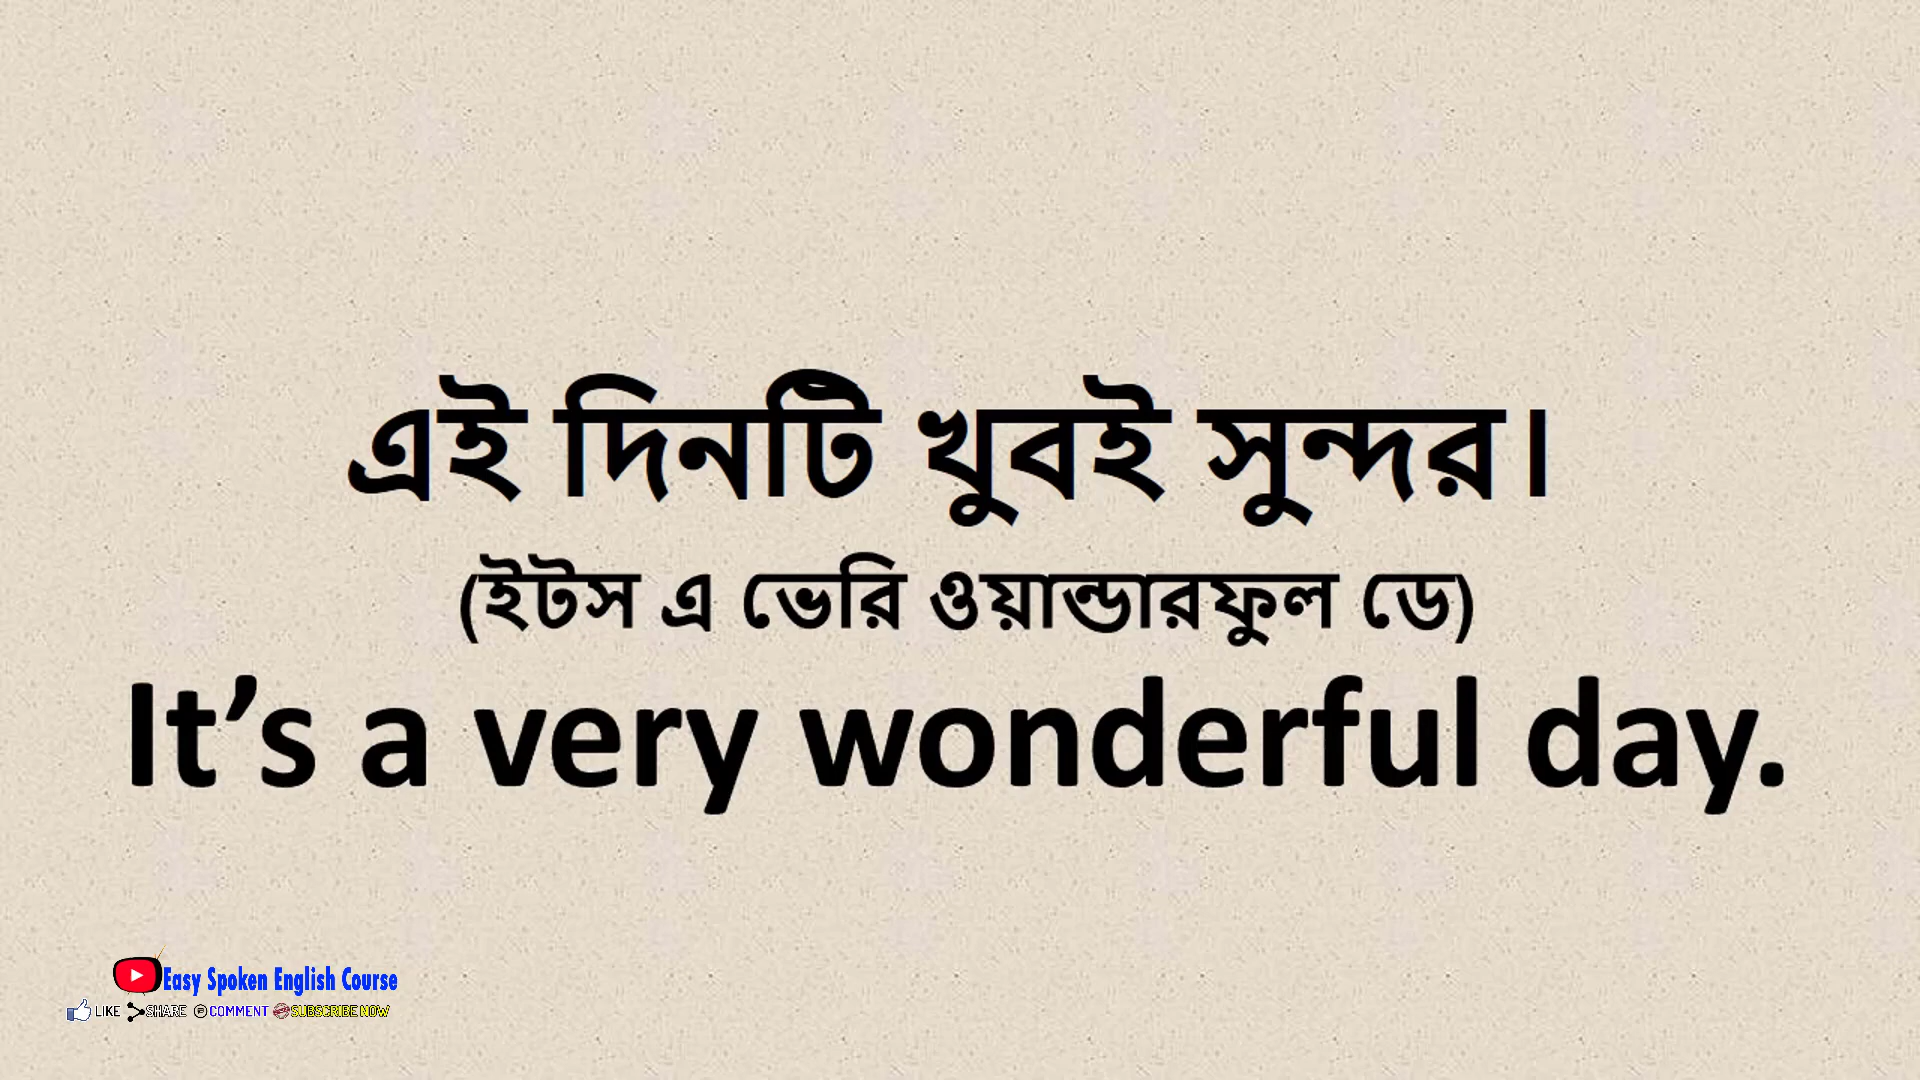 এই দিনটি খুবই সুন্দর।
(ইটস এ ভেরি ওয়ান্ডারফুল ডে)
It’s a very wonderful day.
Easy Spoken English Course
LIKE SHARE COMMENT SUBSCRIBE NOW